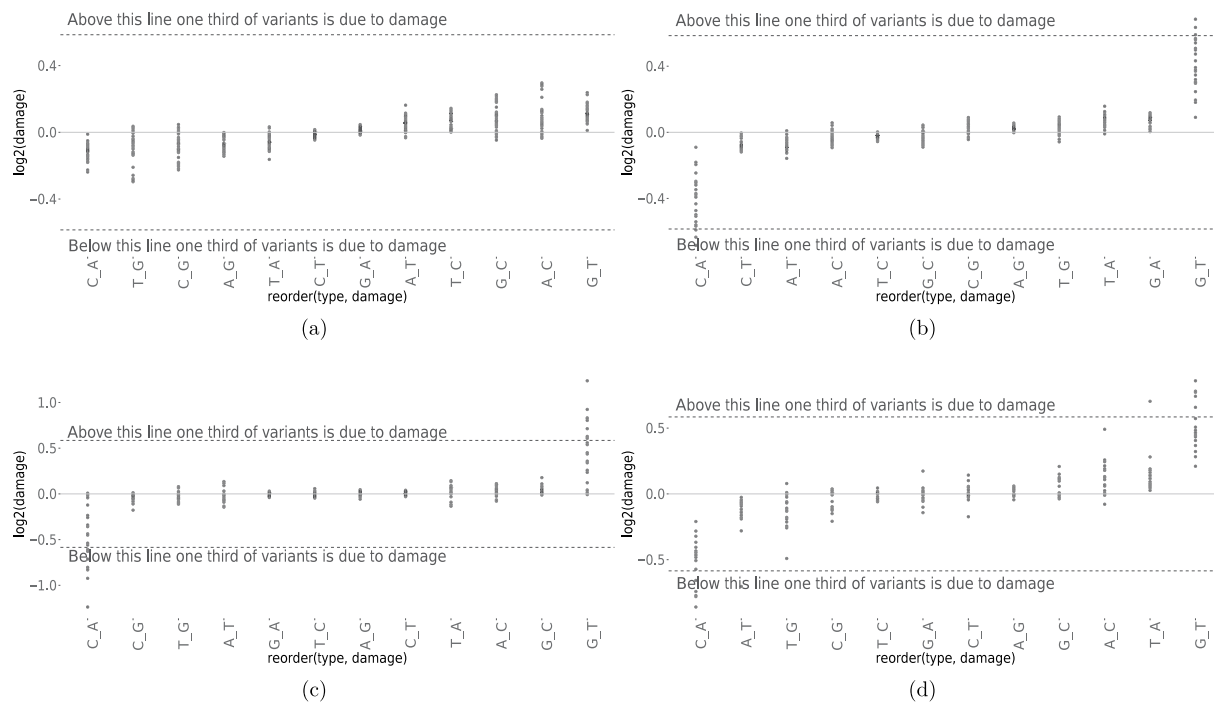 Above this line one third of variants is due to damage
0.4
0.0
−0.4
log2(damage)
Below this line one third of variants is due to damage
C_A
T_G
C_G
A_G
T_A
C_T
G_A
A_T
T_C
G_C
A_C
G_T
reorder(type, damage)
(a)
Above this line one third of variants is due to damage
0.4
0.0
−0.4
log2(damage)
Below this line one third of variants is due to damage
C_A
C_T
A_T
A_C
T_C
G_C
C_G
A_G
T_G
T_A
G_A
G_T
reorder(type, damage)
(b)
1.0
Above this line one third of variants is due to damage
0.5
0.0
−0.5
−1.0
log2(damage)
Below this line one third of variants is due to damage
C_A
C_G
T_G
A_T
G_A
T_C
A_G
C_T
T_A
A_C
G_C
G_T
reorder(type, damage)
(c)
Above this line one third of variants is due to damage
0.5
0.0
−0.5
log2(damage)
Below this line one third of variants is due to damage
C_A
A_T
T_G
C_G
T_C
G_A
C_T
A_G
G_C
A_C
T_A
G_T
reorder(type, damage)
(d)